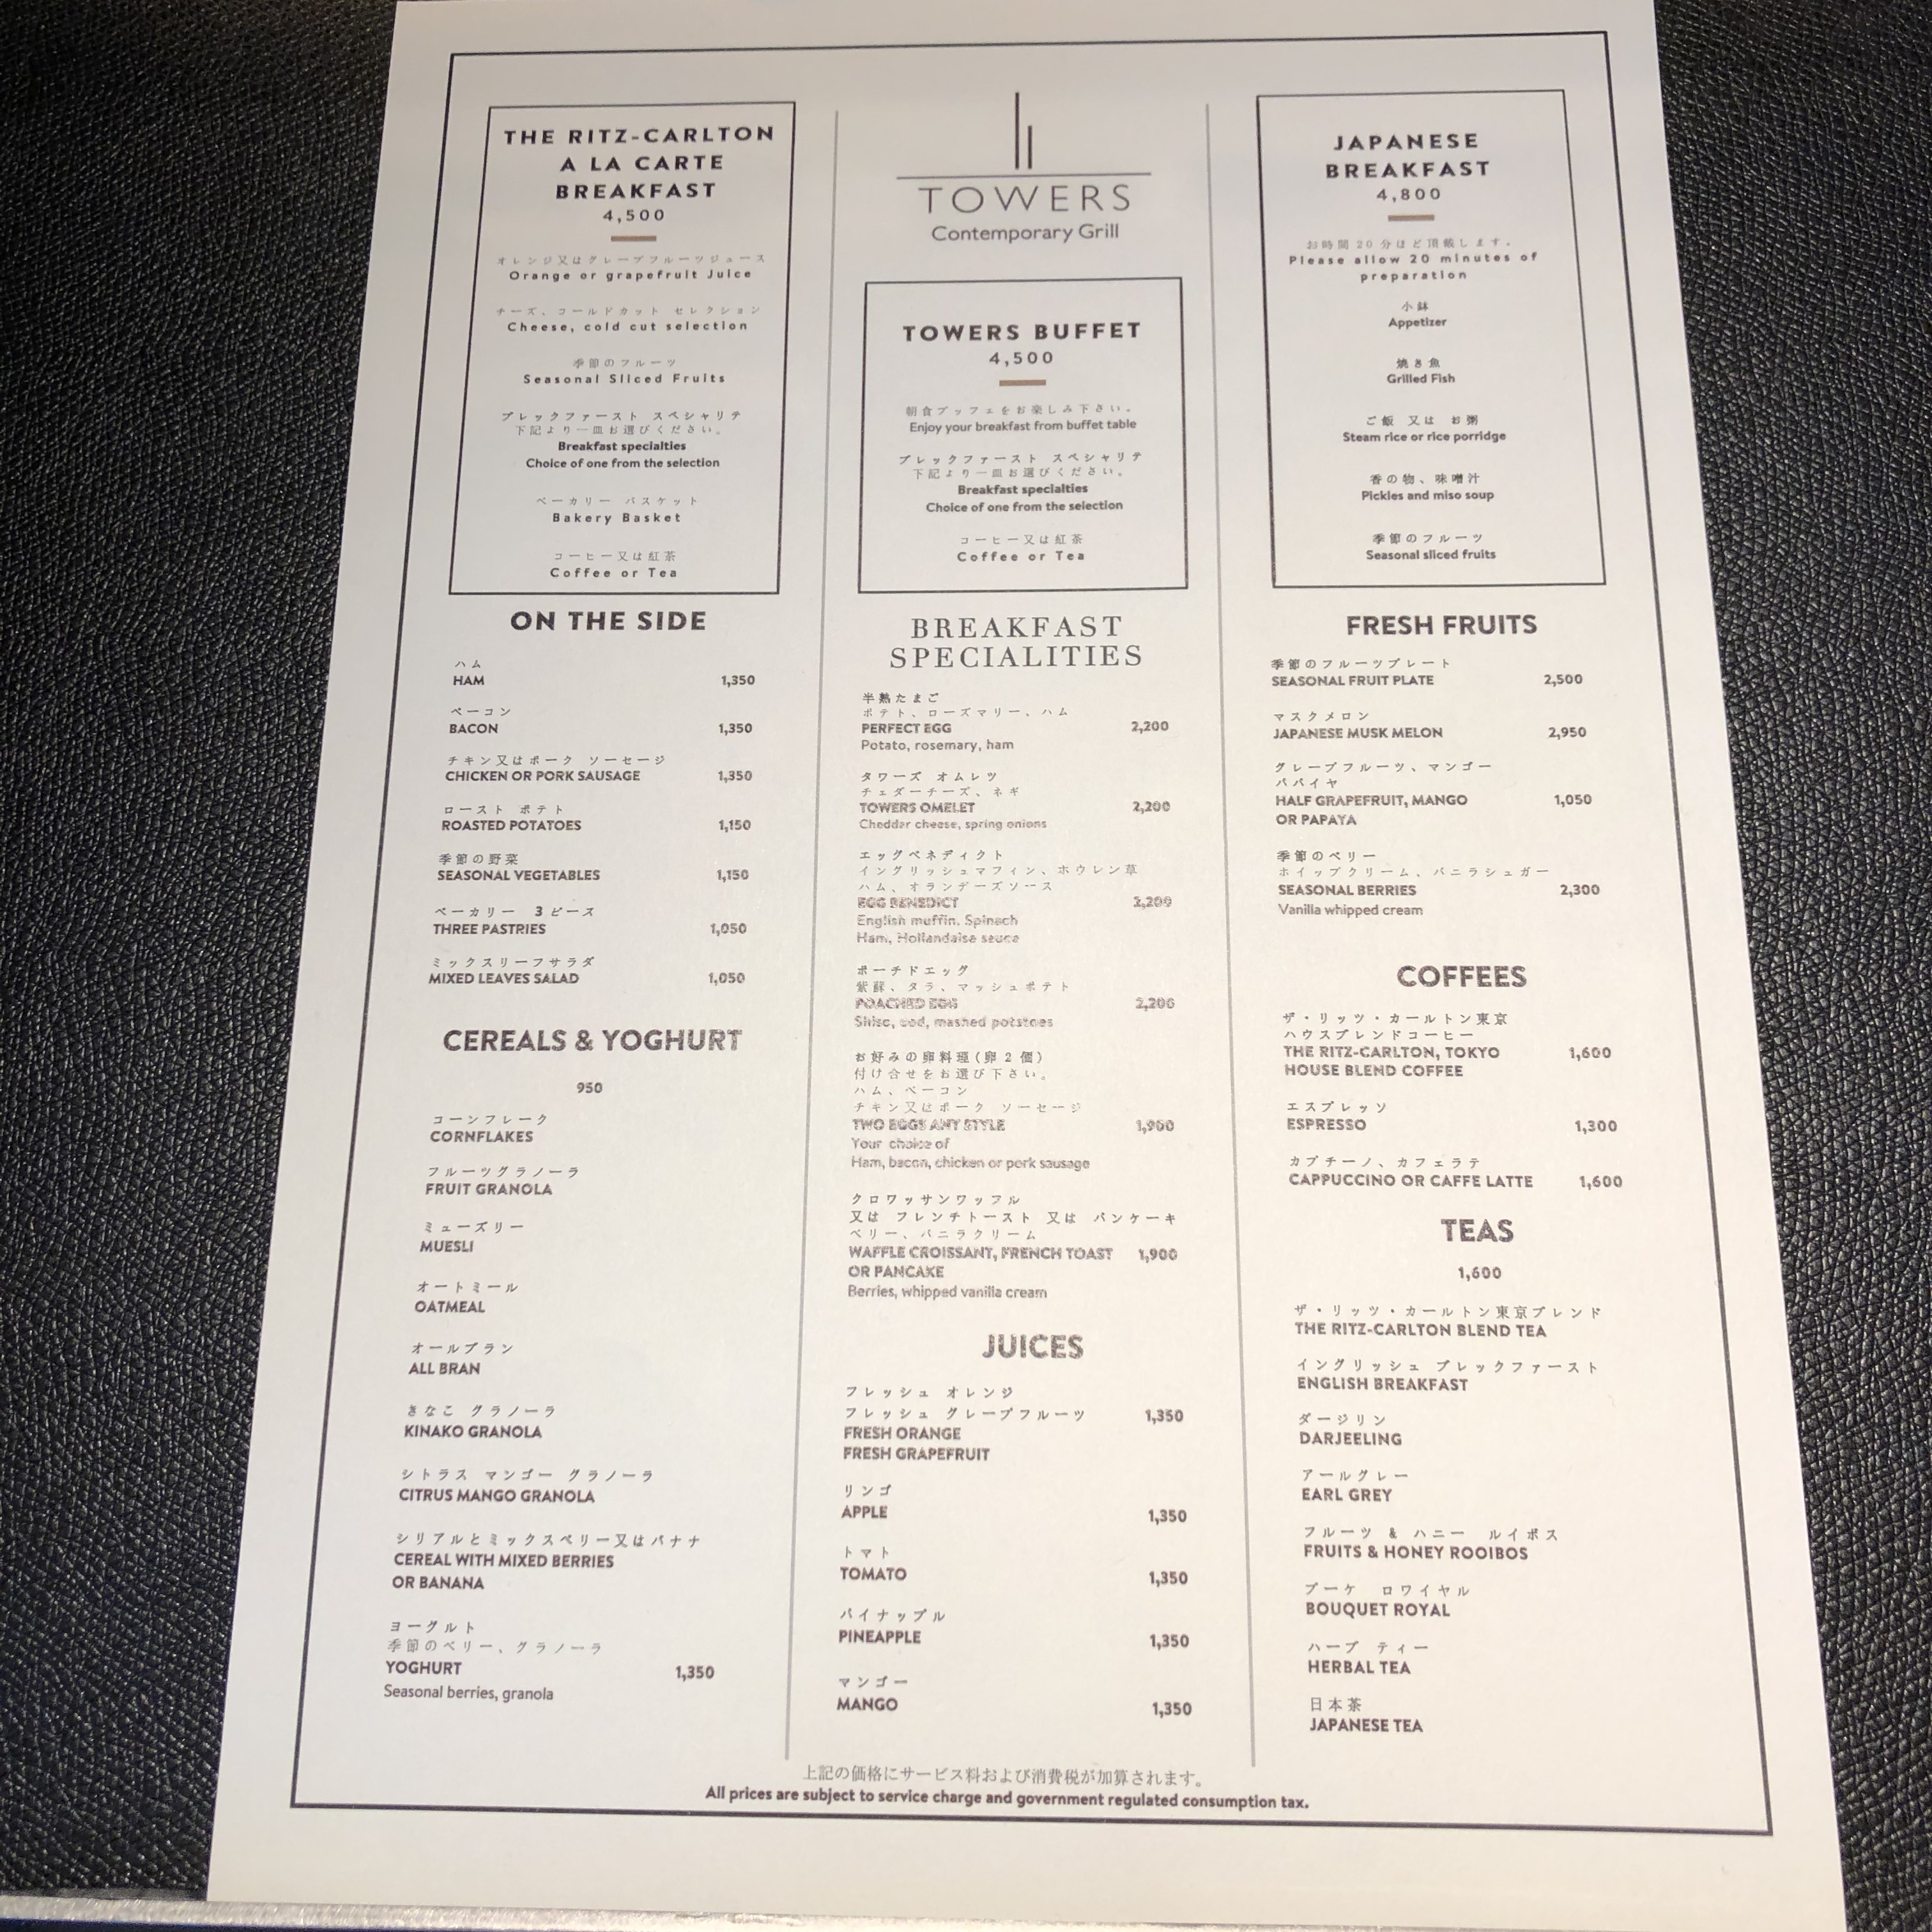 THE RITZ-CARLTON
A LA CARTE
BREAKFAST
4,500
オレンジ又はグレープフルーツジュース
Orange or grapefruit Juice
チーズ、コールドカット セレクション
Cheese, cold cut selection
季節のフルーツ
Seasonal Sliced Fruits
ブレックファースト スペシャリテ
下記より一皿お選びください。
Breakfast specialties
Choice of one from the selection
ベーカリー バスケット
Bakery Basket
コーヒー又は紅茶
Coffee or Tea
ON THE SIDE
ハム
HAM 1,350
ベーコン
BACON 1,350
チキン又はポーク ソーセージ
CHICKEN OR PORK SAUSAGE 1,350
ロースト ポテト
ROASTED POTATOES 1,150
季節の野菜
SEASONAL VEGETABLES 1,150
ベーカリー 3ピース
THREE PASTRIES 1,050
ミックスリーフサラダ
MIXED LEAVES SALAD 1,050
CEREALS & YOGHURT
950
コーンフレーク
CORNFLAKES
フルーツグラノーラ
FRUIT GRANOLA
ミューズリー
MUESLI
オートミール
OATMEAL
オールブラン
ALL BRAN
きなこ グラノーラ
KINAKO GRANOLA
シトラス マンゴー グラノーラ
CITRUS MANGO GRANOLA
シリアルとミックスベリー又はバナナ
CEREAL WITH MIXED BERRIES
OR BANANA
ヨーグルト
季節のベリー、グラノーラ
YOGHURT 1,350
Seasonal berries, granola
TOWERS
Contemporary Grill
TOWERS BUFFET
4,500
朝食ブッフェをお楽しみ下さい。
Enjoy your breakfast from buffet table
ブレックファースト スペシャリテ
下記より一皿お選びください。
Breakfast specialties
Choice of one from the selection
コーヒー又は紅茶
Coffee or Tea
BREAKFAST
SPECIALITIES
半熟たまご
ポテト、ローズマリー、ハム
PERFECT EGG 2,200
Potato, rosemary, ham
タワーズ オムレツ
チェダーチーズ、ネギ
TOWERS OMELET 2,200
Cheddar cheese, spring onions
エッグベネディクト
イングリッシュマフィン、ホウレン草
ハム、オランデーズソース
EGG BENEDICT 2,200
English muffin. Spinach
Ham, Hollandaise sauce
ポーチドエッグ
紫蘇、タラ、マッシュポテト
POACHED EGG 2,200
Shiso, cod, mashed potatoes
お好みの卵料理(卵2個)
付け合せをお選び下さい。
ハム、ベーコン
チキン又はポーク ソーセージ
TWO EGGS ANY STYLE 1,900
Your choice of
Ham, bacon, chicken or pork sausage
クロワッサンワッフル
又は フレンチトースト 又は パンケーキ
ベリー、バニラクリーム
WAFFLE CROISSANT, FRENCH TOAST 1,900
OR PANCAKE
Berries, whipped vanilla cream
JUICES
フレッシュ オレンジ
フレッシュ グレープフルーツ 1,350
FRESH ORANGE
FRESH GRAPEFRUIT
リンゴ
APPLE 1,350
トマト
TOMATO 1,350
パイナップル
PINEAPPLE 1,350
マンゴー
MANGO 1,350
JAPANESE
BREAKFAST
4,800
お時間20分ほど頂戴します。
Please allow 20 minutes of
preparation
小鉢
Appetizer
焼き魚
Grilled Fish
ご飯 又は お粥
Steam rice or rice porridge
香の物、味噌汁
Pickles and miso soup
季節のフルーツ
Seasonal sliced fruits
FRESH FRUITS
季節のフルーツプレート
SEASONAL FRUIT PLATE 2,500
マスクメロン
JAPANESE MUSK MELON 2,950
グレープフルーツ、マンゴー
パパイヤ
HALF GRAPEFRUIT, MANGO 1,050
OR PAPAYA
季節のベリー
ホイップクリーム、バニラシュガー
SEASONAL BERRIES 2,300
Vanilla whipped cream
COFFEES
ザ・リッツ・カールトン東京
ハウスブレンドコーヒー
THE RITZ-CARLTON, TOKYO 1,600
HOUSE BLEND COFFEE
エスプレッソ
ESPRESSO 1,300
カプチーノ、カフェラテ
CAPPUCCINO OR CAFFE LATTE 1,600
TEAS
1,600
ザ・リッツ・カールトン東京ブレンド
THE RITZ-CARLTON BLEND TEA
イングリッシュ ブレックファースト
ENGLISH BREAKFAST
ダージリン
DARJEELING
アールグレー
EARL GREY
フルーツ & ハニー ルイボス
FRUITS & HONEY ROOIBOS
ブーケ ロワイヤル
BOUQUET ROYAL
ハーブ ティー
HERBAL TEA
日本茶
JAPANESE TEA
上記の価格にサービス料および消費税が加算されます。
All prices are subject to service charge and government regulated consumption tax.